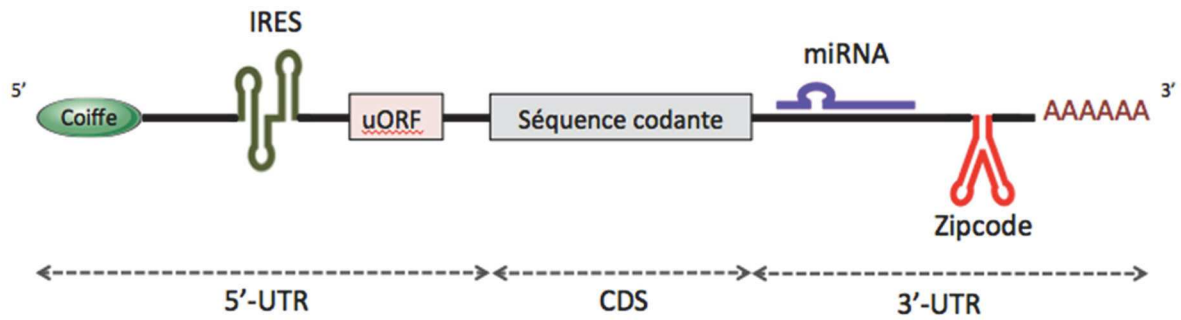 IRES
miRNA
5’
3’
Coiffe
uORF
Séquence codante
AAAAAA
Zipcode
5’-UTR
CDS
3’-UTR